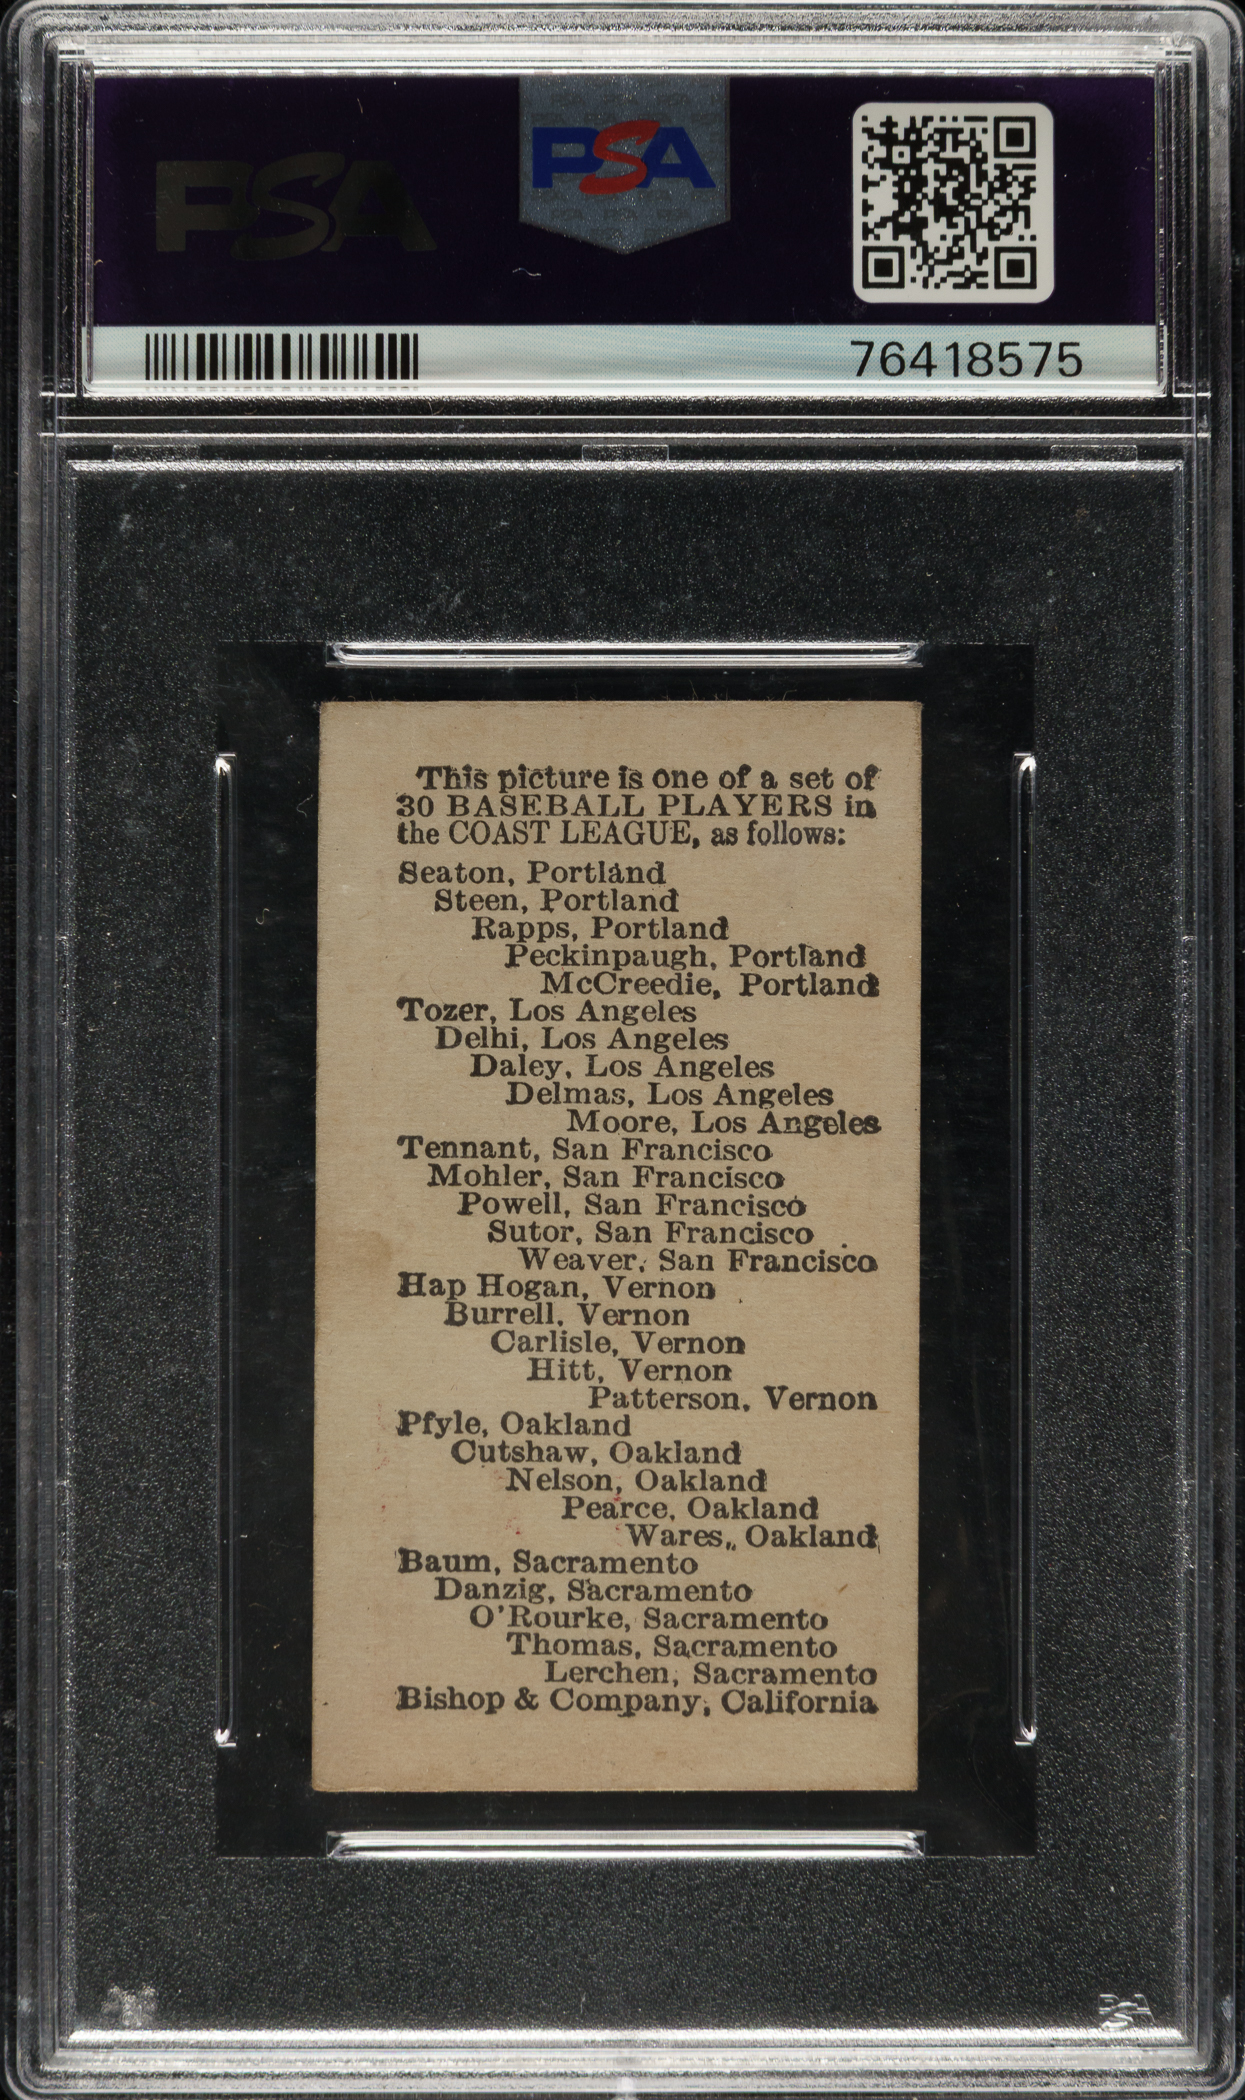 PSA
PSA
76418575
This picture is one of a set of
30 BASEBALL PLAYERS in
the COAST LEAGUE, as follows:
Seaton, Portland
Steen, Portland
Rapps, Portland
Peckinpaugh, Portland
McCreedie, Portland
Tozer, Los Angeles
Delhi, Los Angeles
Daley, Los Angeles
Delmas, Los Angeles
Moore, Los Angeles
Tennant, San Francisco
Mohler, San Francisco
Powell, San Francisco
Sutor, San Francisco
Weaver, San Francisco
Hap Hogan, Vernon
Burrell, Vernon
Carlisle, Vernon
Hitt, Vernon
Patterson, Vernon
Pfyle, Oakland
Cutshaw, Oakland
Nelson, Oakland
Pearce, Oakland
Wares, Oakland
Baum, Sacramento
Danzig, Sacramento
O'Rourke, Sacramento
Thomas, Sacramento
Lerchen, Sacramento
Bishop & Company, California
PSA